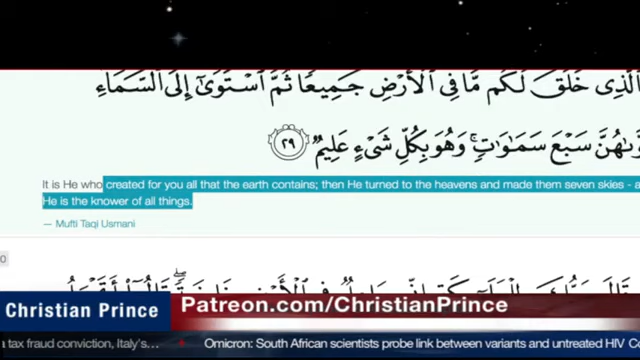 الَّذِي خَلَقَ لَكُم مَّا فِي الْأَرْضِ جَمِيعًا ثُمَّ اسْتَوَىٰ إِلَى السَّمَاءِ
سَبْعَ سَمَاوَاتٍ ۚ وَهُوَ بِكُلِّ شَيْءٍ عَلِيمٌ ٢٩
It is He who created for you all that the earth contains; then He turned to the heavens and made them seven skies - a
He is the knower of all things.
— Mufti Taqi Usmani
Christian Prince
Patreon.com/ChristianPrince
a tax fraud conviction, Italy's...
Omicron: South African scientists probe link between variants and untreated HIV